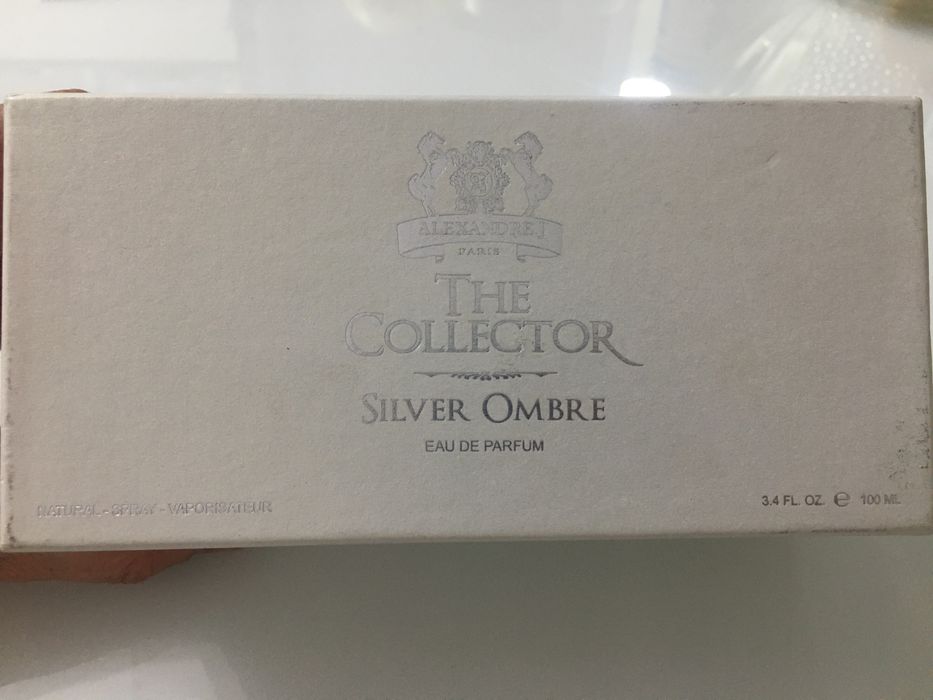 ALEXANDRE.J
PARIS
THE
COLLECTOR
SILVER OMBRE
EAU DE PARFUM
NATURAL - SPRAY - VAPORISATEUR
3.4 FL. OZ. ℮ 100 ML